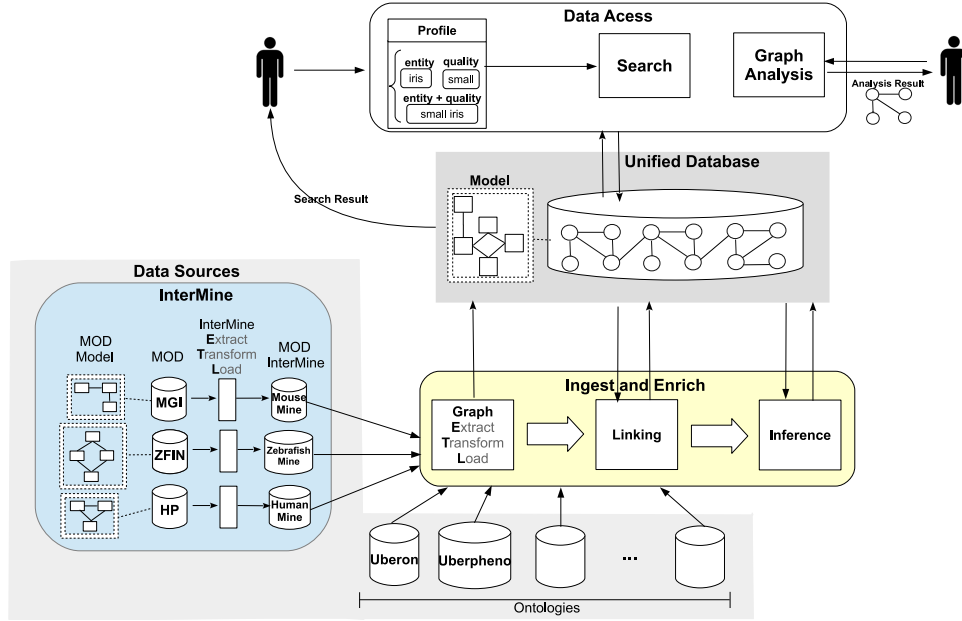 Data Acess
Profile
entity quality
iris small
entity + quality
small iris
Search
Graph
Analysis
Analysis Result
Unified Database
Model
Search Result
Data Sources
InterMine
MOD
Model
MOD
InterMine
Extract
Transform
Load
MOD
InterMine
MGI
Mouse
Mine
ZFIN
Zebrafish
Mine
HP
Human
Mine
Ingest and Enrich
Graph
Extract
Transform
Load
Linking
Inference
Uberon
Uberpheno
...
Ontologies